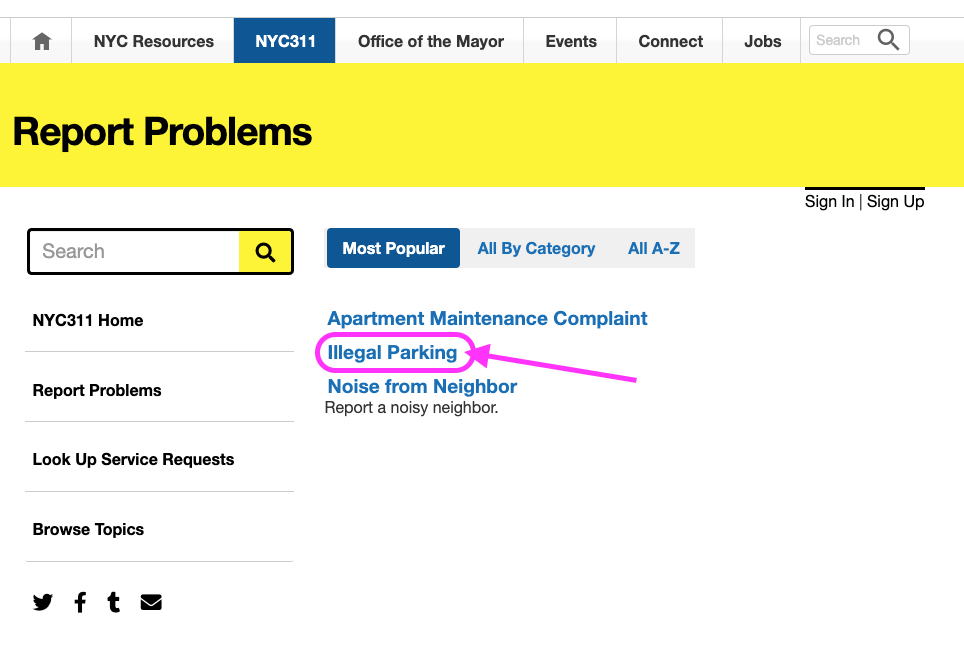 NYC Resources NYC311 Office of the Mayor Events Connect Jobs Search
Report Problems
Sign In | Sign Up
Search
Most Popular All By Category All A-Z
NYC311 Home
Report Problems
Look Up Service Requests
Browse Topics
Apartment Maintenance Complaint
Illegal Parking
Noise from Neighbor
Report a noisy neighbor.